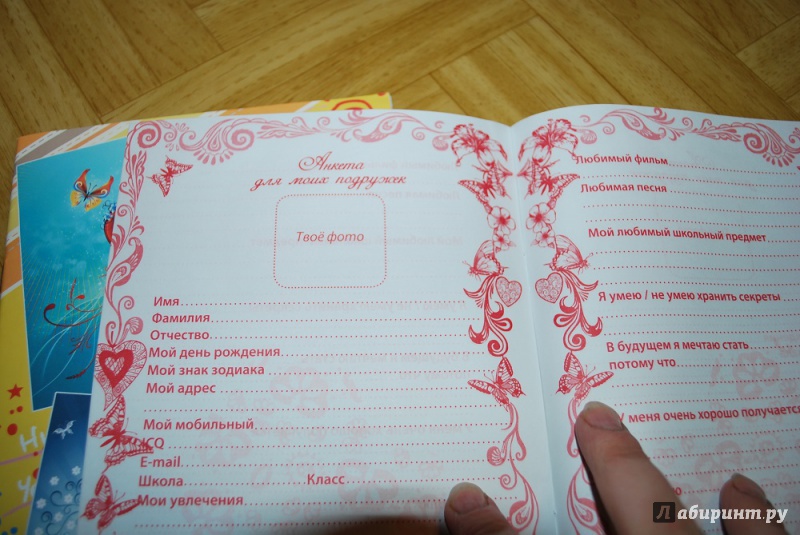 Анкета
для моих подружек
Твоё фото
Имя
Фамилия
Отчество
Мой день рождения
Мой знак зодиака
Мой адрес
Мой мобильный
ICQ
E-mail
Школа Класс
Мои увлечения
Любимый фильм
Любимая песня
Мой любимый школьный предмет
Я умею / не умею хранить секреты
В будущем я мечтаю стать
потому что
У меня очень хорошо получается
Лабиринт.ру